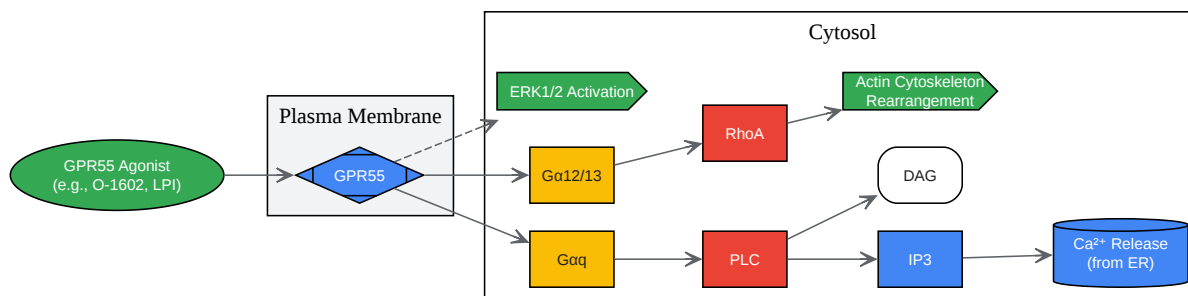 Cytosol
ERK1/2 Activation
Actin Cytoskeleton
Rearrangement
Plasma Membrane
RhoA
GPR55 Agonist
(e.g., O-1602, LPI)
GPR55
Gα12/13
DAG
Gαq
PLC
IP3
Ca²⁺ Release
(from ER)